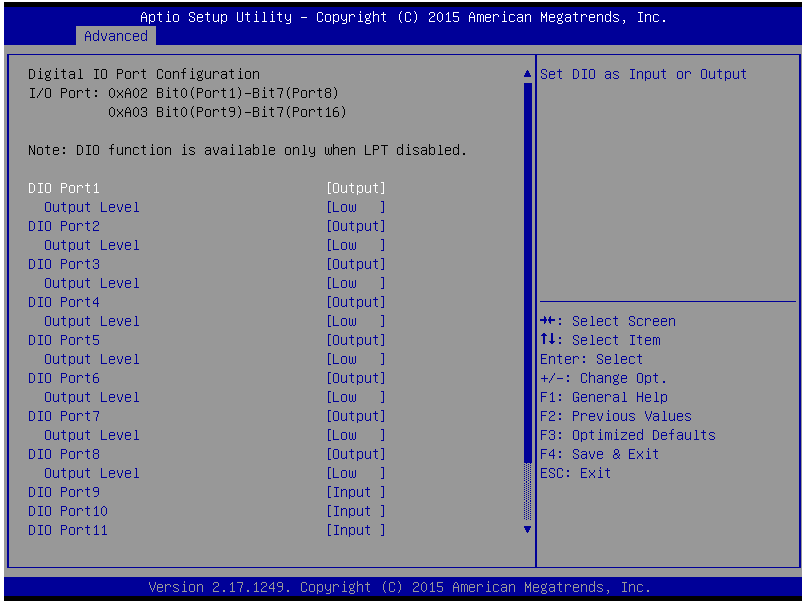 Aptio Setup Utility – Copyright (C) 2015 American Megatrends, Inc.
Advanced
Digital IO Port Configuration
I/O Port: 0xA02 Bit0(Port1)-Bit7(Port8)
0xA03 Bit0(Port9)-Bit7(Port16)
Note: DIO function is available only when LPT disabled.
DIO Port1 [Output]
Output Level [Low ]
DIO Port2 [Output]
Output Level [Low ]
DIO Port3 [Output]
Output Level [Low ]
DIO Port4 [Output]
Output Level [Low ]
DIO Port5 [Output]
Output Level [Low ]
DIO Port6 [Output]
Output Level [Low ]
DIO Port7 [Output]
Output Level [Low ]
DIO Port8 [Output]
Output Level [Low ]
DIO Port9 [Input ]
DIO Port10 [Input ]
DIO Port11 [Input ]
Set DIO as Input or Output
→←: Select Screen
↑↓: Select Item
Enter: Select
+/-: Change Opt.
F1: General Help
F2: Previous Values
F3: Optimized Defaults
F4: Save & Exit
ESC: Exit
Version 2.17.1249. Copyright (C) 2015 American Megatrends, Inc.